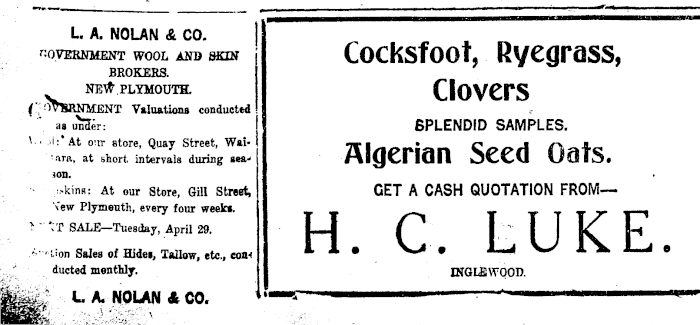 L. A. NOLAN & CO.
GOVERNMENT WOOL AND SKIN
BROKERS.
NEW PLYMOUTH.
GOVERNMENT Valuations conducted
as under:
At our store, Quay Street, Wai-
tara, at short intervals during sea-
son.
skins: At our Store, Gill Street,
New Plymouth, every four weeks.
NEXT SALE—Tuesday, April 29.
Auction Sales of Hides, Tallow, etc., con-
ducted monthly.
L. A. NOLAN & CO.
Cocksfoot, Ryegrass,
Clovers
SPLENDID SAMPLES.
Algerian Seed Oats.
GET A CASH QUOTATION FROM—
H. C. LUKE.
INGLEWOOD.